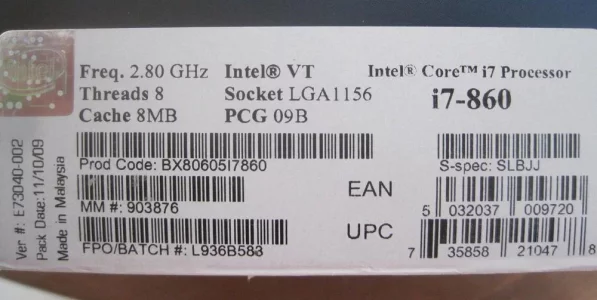 Freq. 2.80 GHz Intel® VT Intel® Core™ i7 Processor
Threads 8 Socket LGA1156 i7-860
Cache 8MB PCG 09B
Prod Code: BX80605I7860 S-spec: SLBJJ
MM #: 903876 EAN 5 032037 009720
FPO/BATCH #: L936B583 UPC 7 35858 21047 8
Ver #: E73040-002
Pack Date: 11/10/09
Made in Malaysia